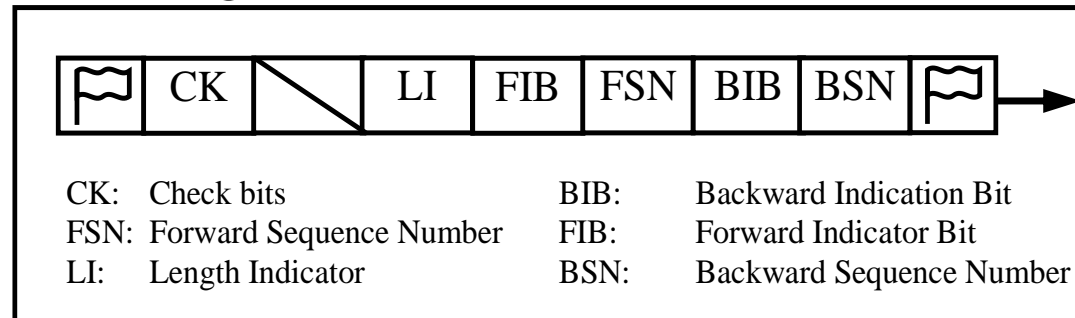 CK LI FIB FSN BIB BSN
CK: Check bits BIB: Backward Indication Bit
FSN: Forward Sequence Number FIB: Forward Indicator Bit
LI: Length Indicator BSN: Backward Sequence Number